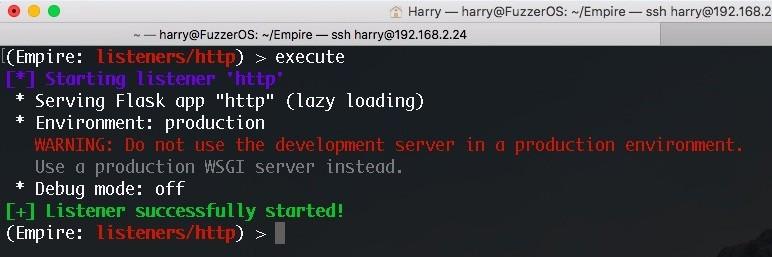 Harry — harry@FuzzerOS: ~/Empire — ssh harry@192.168.2
~ — harry@FuzzerOS: ~/Empire — ssh harry@192.168.2.24
(Empire: listeners/http) > execute
[*] Starting listener 'http'
* Serving Flask app "http" (lazy loading)
* Environment: production
WARNING: Do not use the development server in a production environment.
Use a production WSGI server instead.
* Debug mode: off
[+] Listener successfully started!
(Empire: listeners/http) >